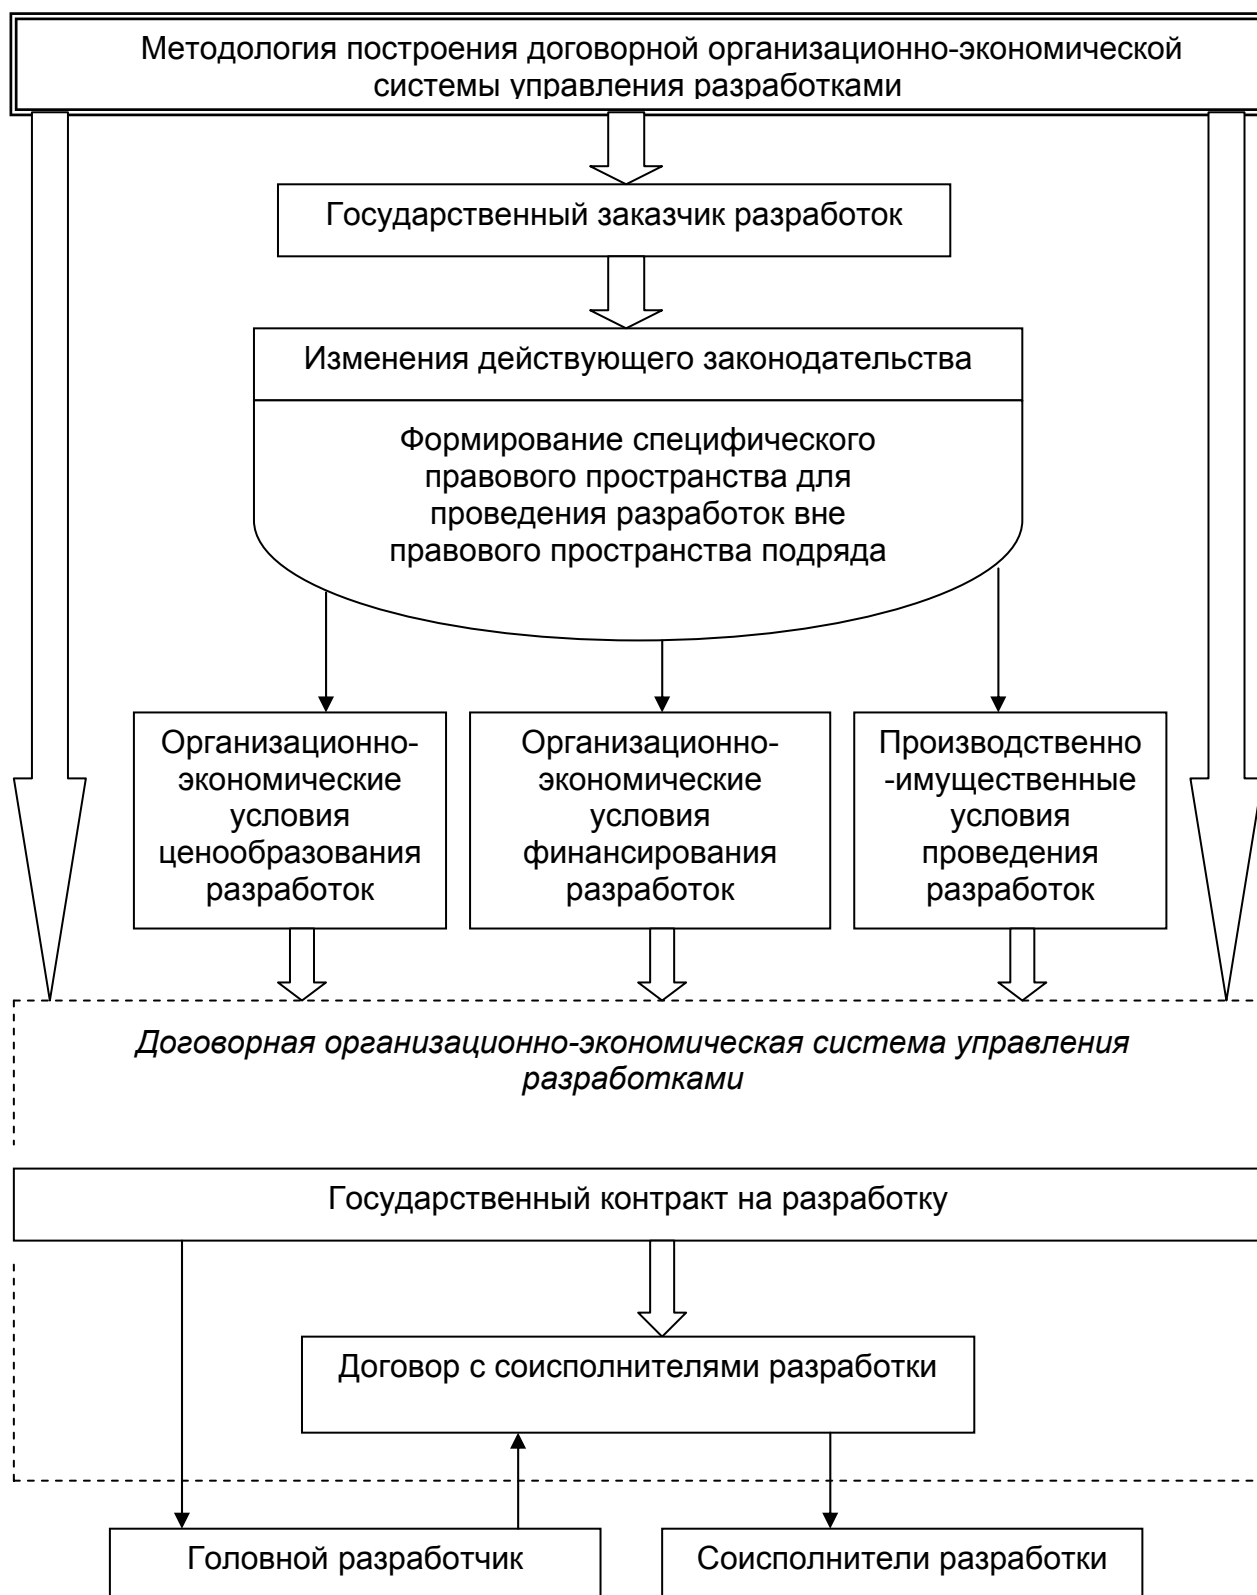 Методология построения договорной организационно-экономической
системы управления разработками
Государственный заказчик разработок
Изменения действующего законодательства
Формирование специфического
правового пространства для
проведения разработок вне
правового пространства подряда
Организационно-
экономические
условия
ценообразования
разработок
Организационно-
экономические
условия
финансирования
разработок
Производственно
-имущественные
условия
проведения
разработок
Договорная организационно-экономическая система управления
разработками
Государственный контракт на разработку
Договор с соисполнителями разработки
Головной разработчик
Соисполнители разработки